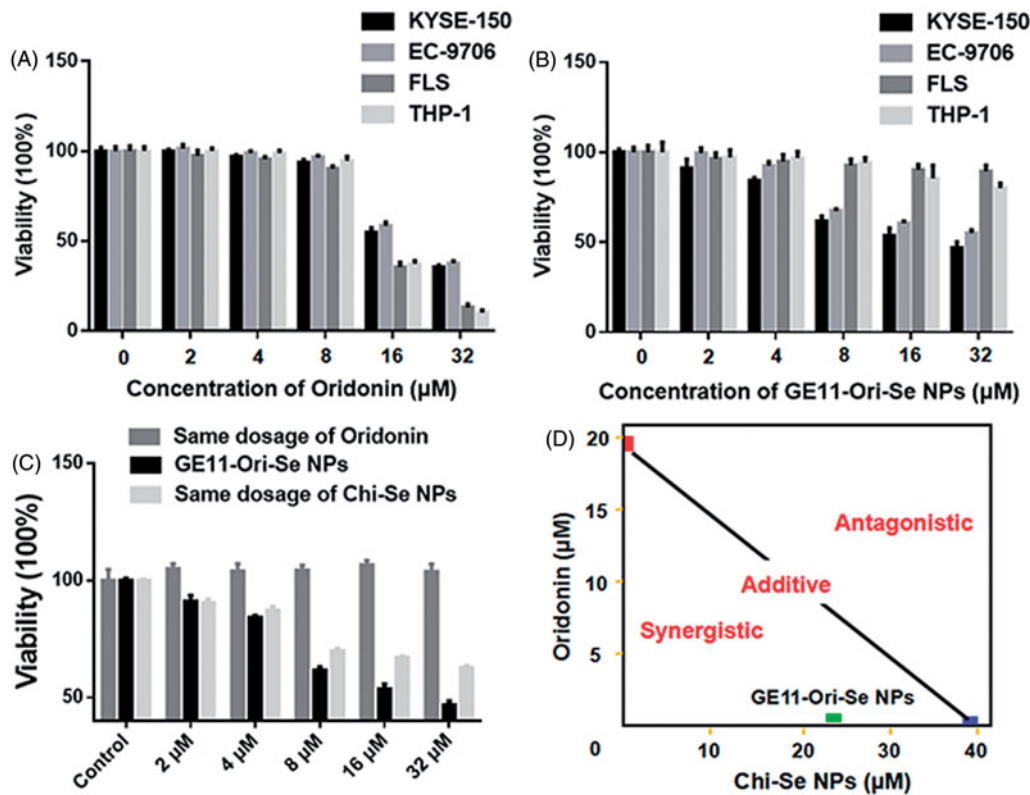 (A)
KYSE-150
EC-9706
FLS
THP-1
150
100
50
0
Viability (100%)
0 2 4 8 16 32
Concentration of Oridonin (µM)
(B)
KYSE-150
EC-9706
FLS
THP-1
150
100
50
0
Viability (100%)
0 2 4 8 16 32
Concentration of GE11-Ori-Se NPs (µM)
(C)
Same dosage of Oridonin
GE11-Ori-Se NPs
Same dosage of Chi-Se NPs
150
100
50
Viability (100%)
Control 2 µM 4 µM 8 µM 16 µM 32 µM
(D)
20
15
10
5
0
Oridonin (µM)
Antagonistic
Additive
Synergistic
GE11-Ori-Se NPs
10 20 30 40
Chi-Se NPs (µM)